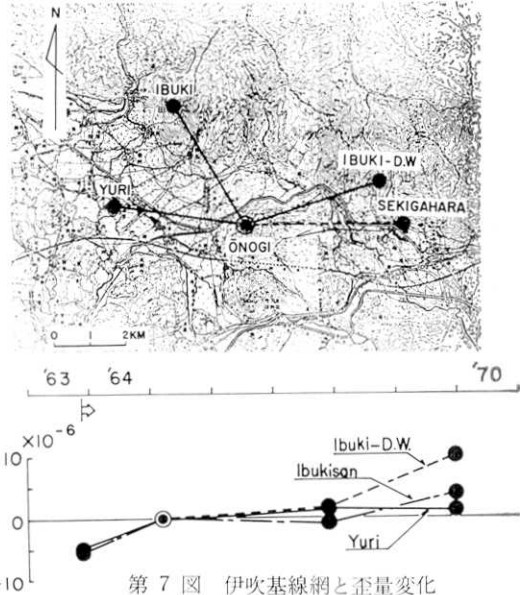 N
IBUKI
IBUKI-D.W
YURI
SEKIGAHARA
ŌNOGI
0 1 2KM
'63 '64 '70
×10-6
10
Ibuki-D.W.
Ibukisan
0
Yuri
-10
第7図 伊吹基線網と歪量変化